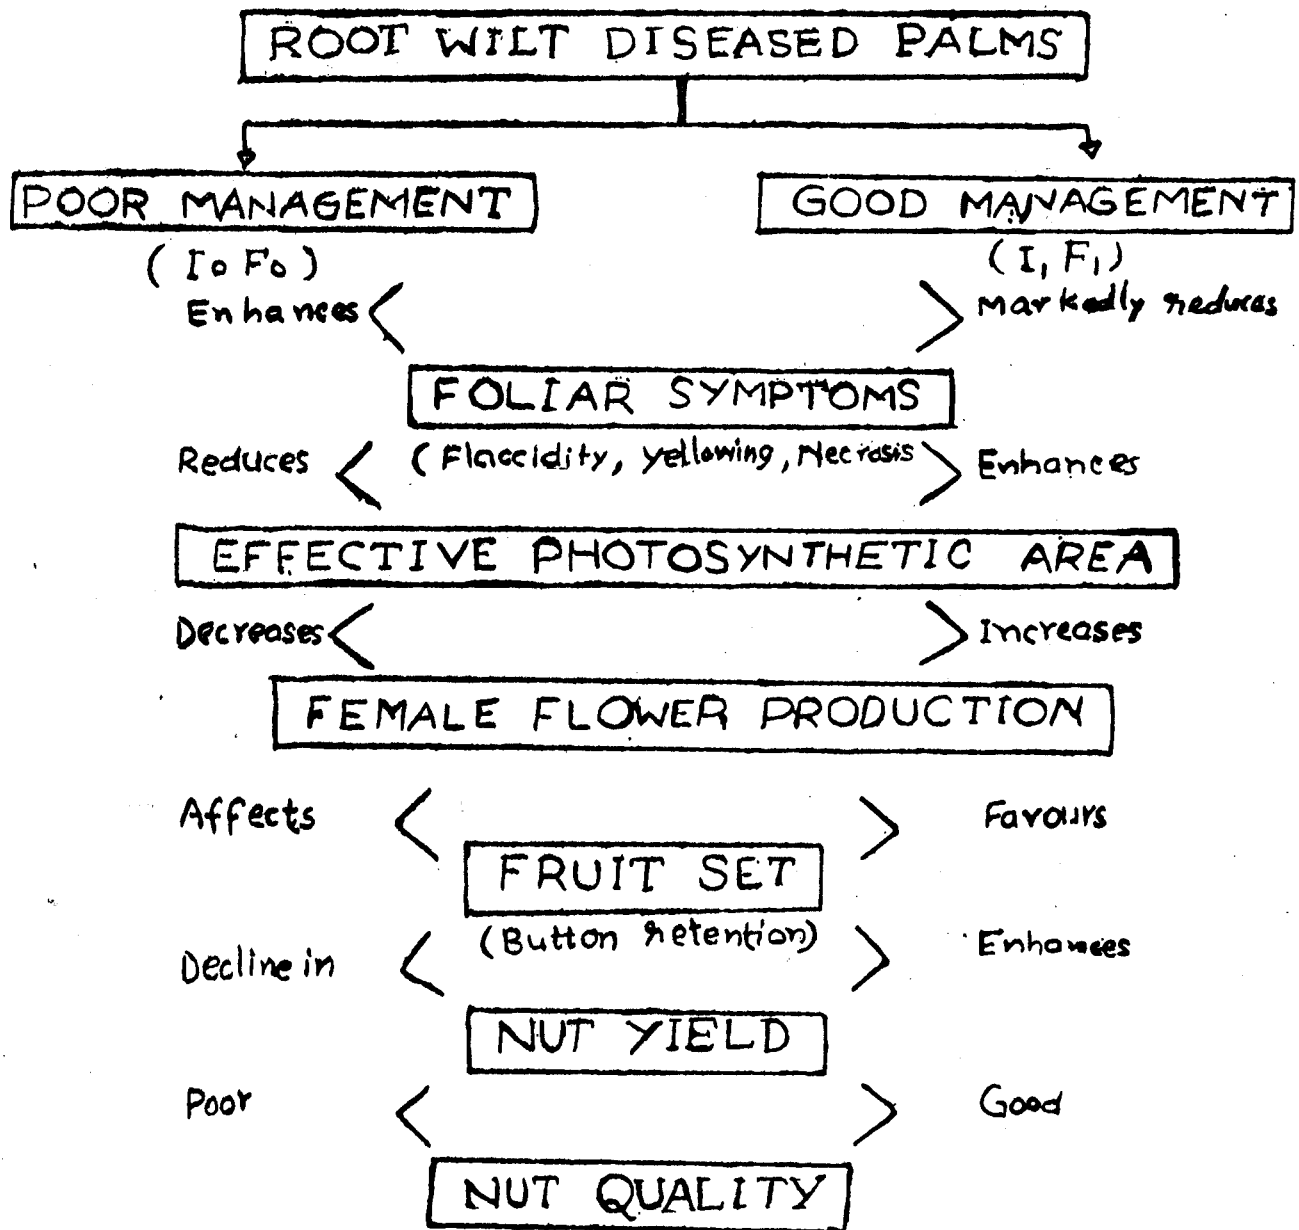 ROOT WILT DISEASED PALMS
POOR MANAGEMENT GOOD MANAGEMENT
(I₀ F₀) (I₁ F₁)
Enhances Markedly reduces
FOLIAR SYMPTOMS
Reduces (Flaccidity, yellowing, Necrosis Enhances
EFFECTIVE PHOTOSYNTHETIC AREA
Decreases Increases
FEMALE FLOWER PRODUCTION
Affects Favours
FRUIT SET
(Button retention)
Decline in Enhances
NUT YIELD
Poor Good
NUT QUALITY